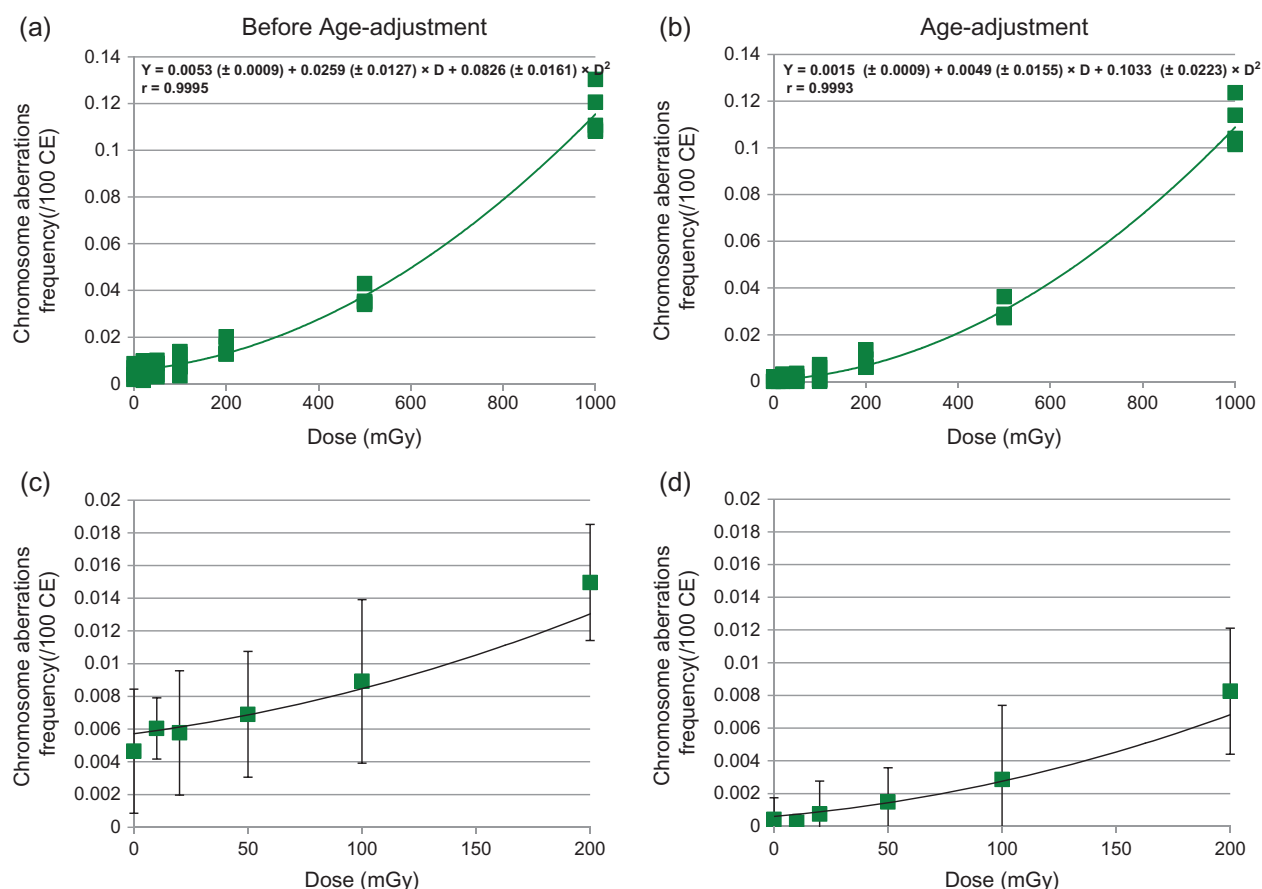 (a) Before Age-adjustment
Y = 0.0053 (± 0.0009) + 0.0259 (± 0.0127) × D + 0.0826 (± 0.0161) × D²
r = 0.9995
Chromosome aberrations
frequency(/100 CE)
0.14
0.12
0.1
0.08
0.06
0.04
0.02
0
0 200 400 600 800 1000
Dose (mGy)
(b) Age-adjustment
Y = 0.0015 (± 0.0009) + 0.0049 (± 0.0155) × D + 0.1033 (± 0.0223) × D²
r = 0.9993
Chromosome aberrations
frequency(/100 CE)
0.14
0.12
0.1
0.08
0.06
0.04
0.02
0
0 200 400 600 800 1000
Dose (mGy)
(c)
Chromosome aberrations
frequency(/100 CE)
0.02
0.018
0.016
0.014
0.012
0.01
0.008
0.006
0.004
0.002
0
0 50 100 150 200
Dose (mGy)
(d)
Chromosome aberrations
frequency(/100 CE)
0.02
0.018
0.016
0.014
0.012
0.01
0.008
0.006
0.004
0.002
0
0 50 100 150 200
Dose (mGy)